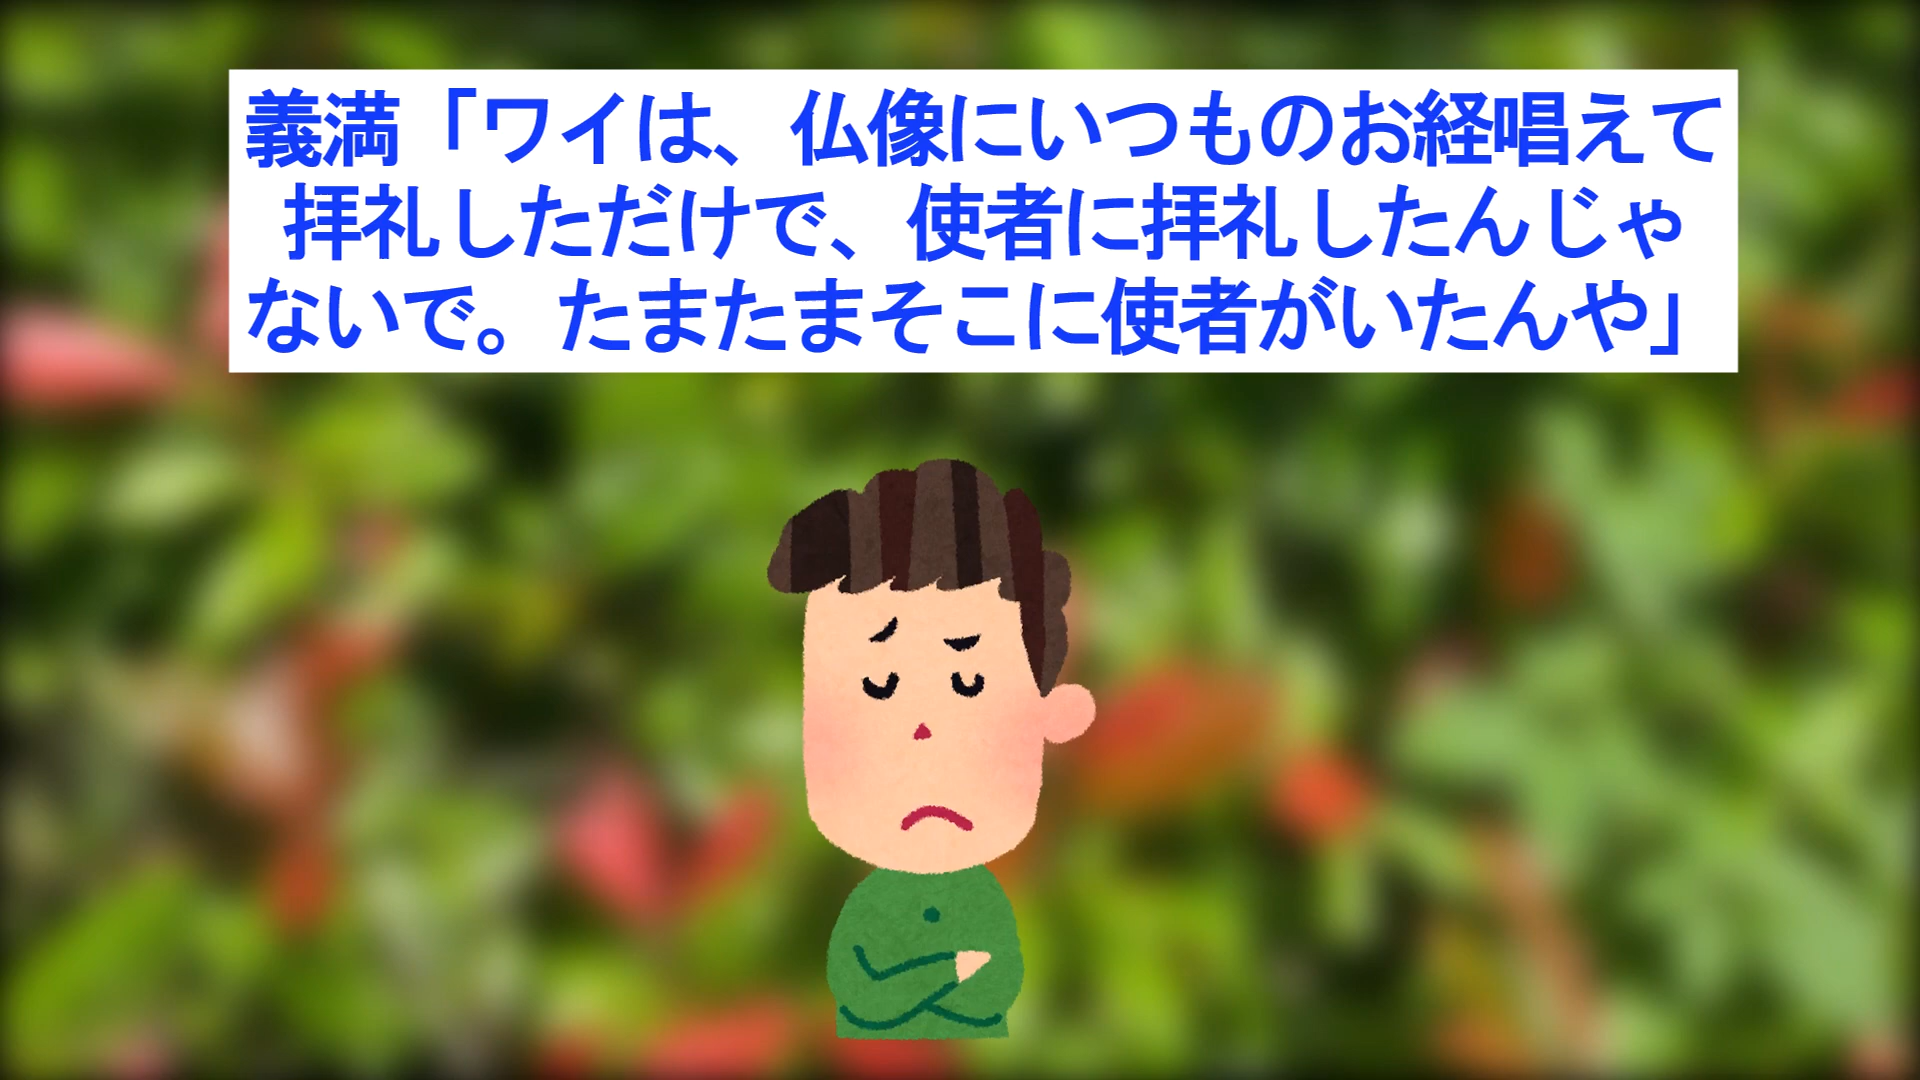 義満「ワイは、仏像にいつものお経唱えて
拝礼しただけで、使者に拝礼したんじゃ
ないで。たまたまそこに使者がいたんや」